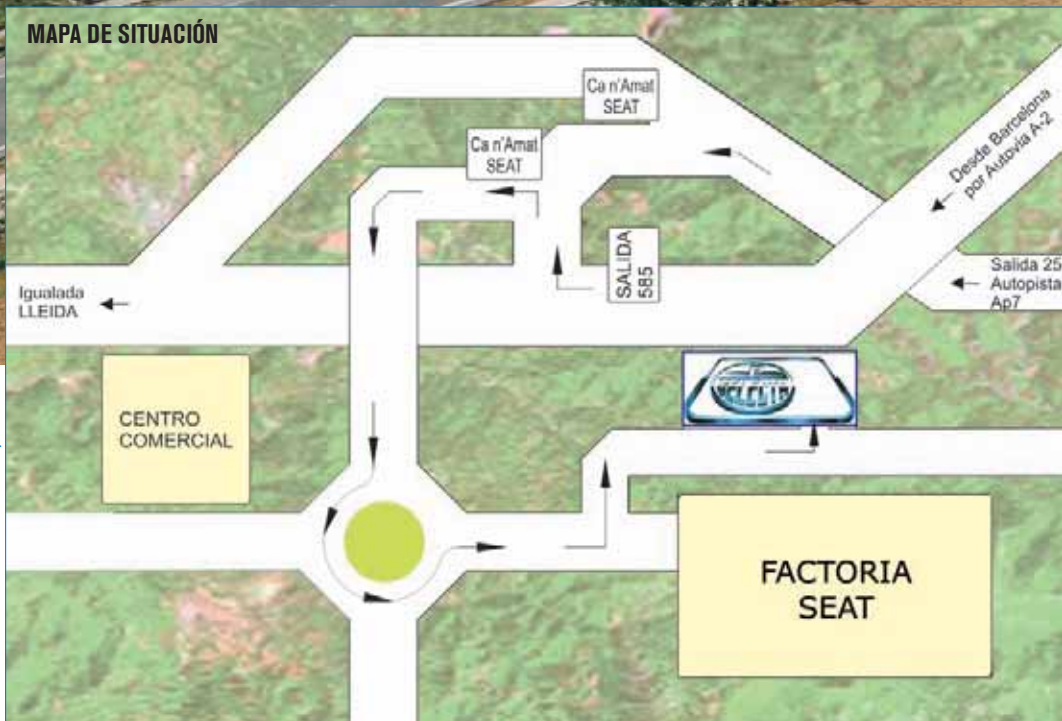 MAPA DE SITUACIÓN
Ca n'Amat
SEAT
Ca n'Amat
SEAT
Desde Barcelona
por Autovia A-2
SALIDA
585
Salida 25
Autopista
Ap7
Igualada
LLEIDA
CENTRO
COMERCIAL
FACTORIA
SEAT